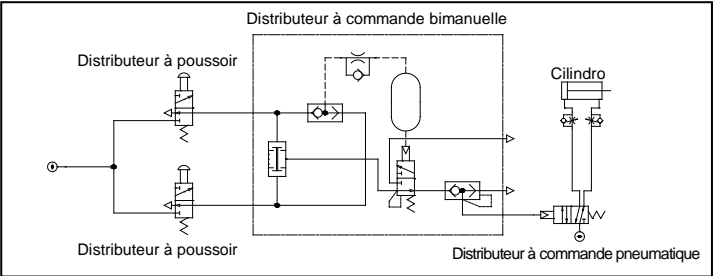 Distributeur à commande bimanuelle
Distributeur à poussoir
Cilindro
Distributeur à poussoir
Distributeur à commande pneumatique